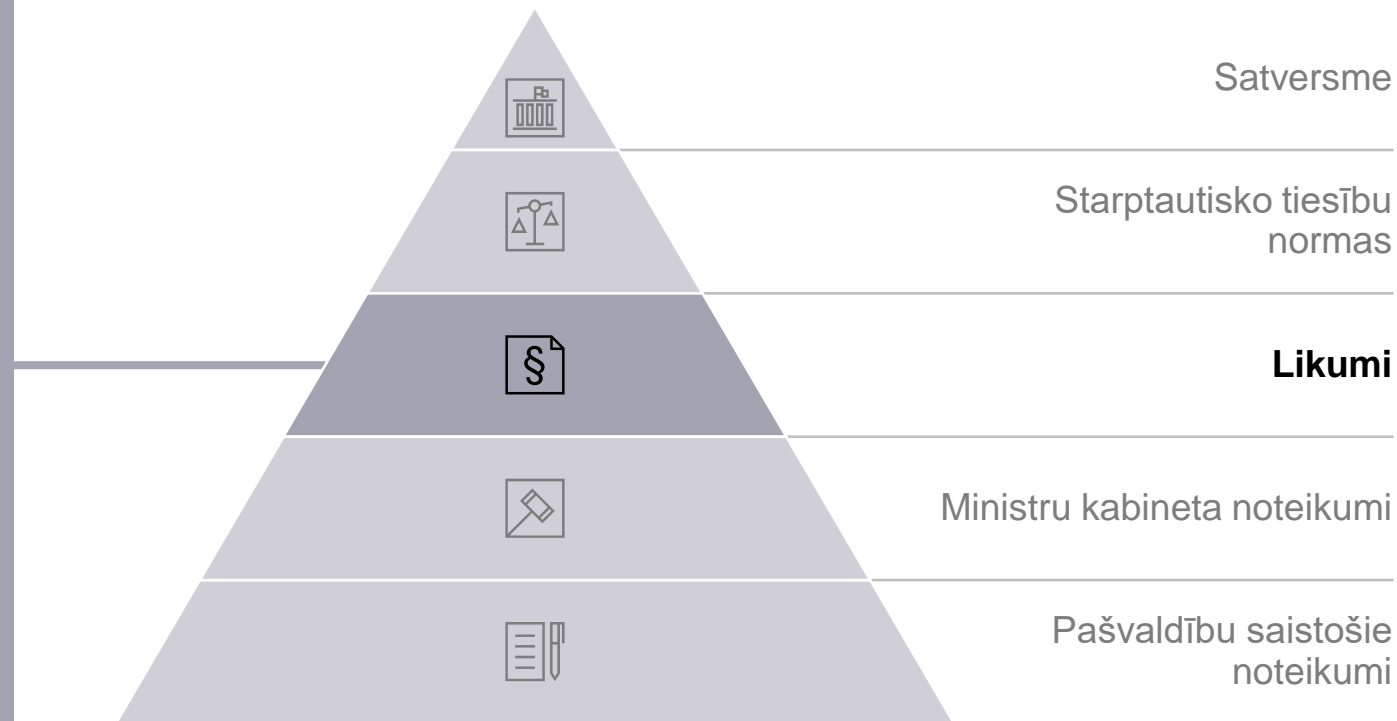 Satversme
Starptautisko tiesību
normas
§
Likumi
Ministru kabineta noteikumi
Pašvaldību saistošie
noteikumi